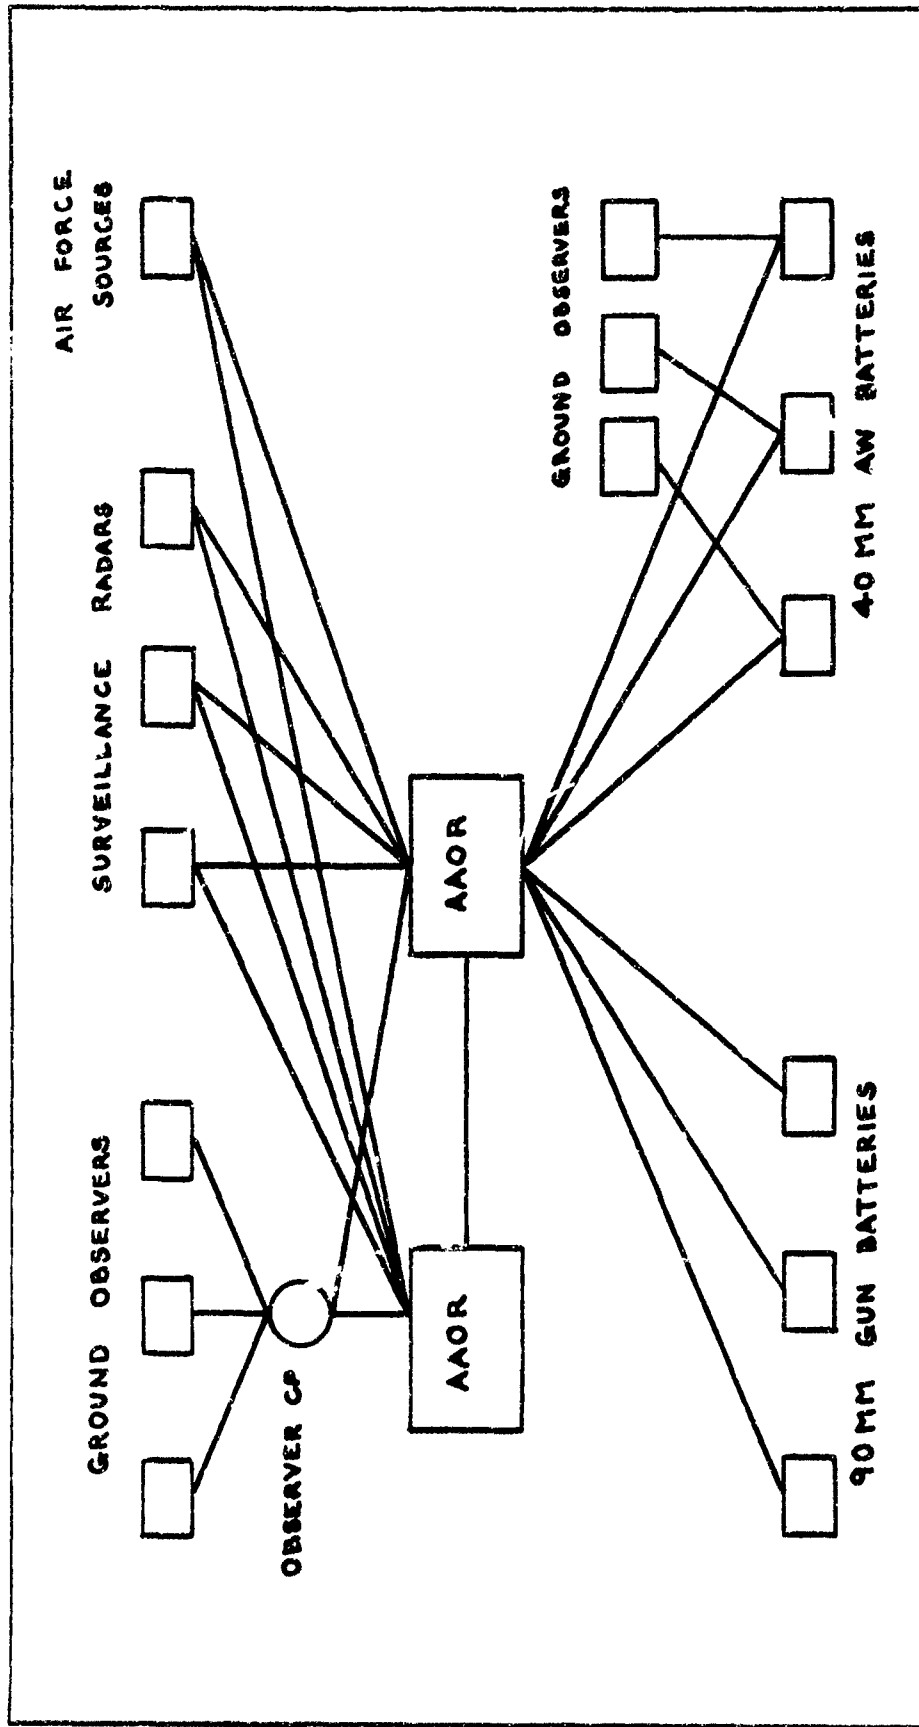 GROUND OBSERVERS
SURVEILLANCE RADARS
AIR FORCE
SOURCES
OBSERVER CP
AAOR
AAOR
GROUND OBSERVERS
90 MM GUN BATTERIES
40 MM AW BATTERIES